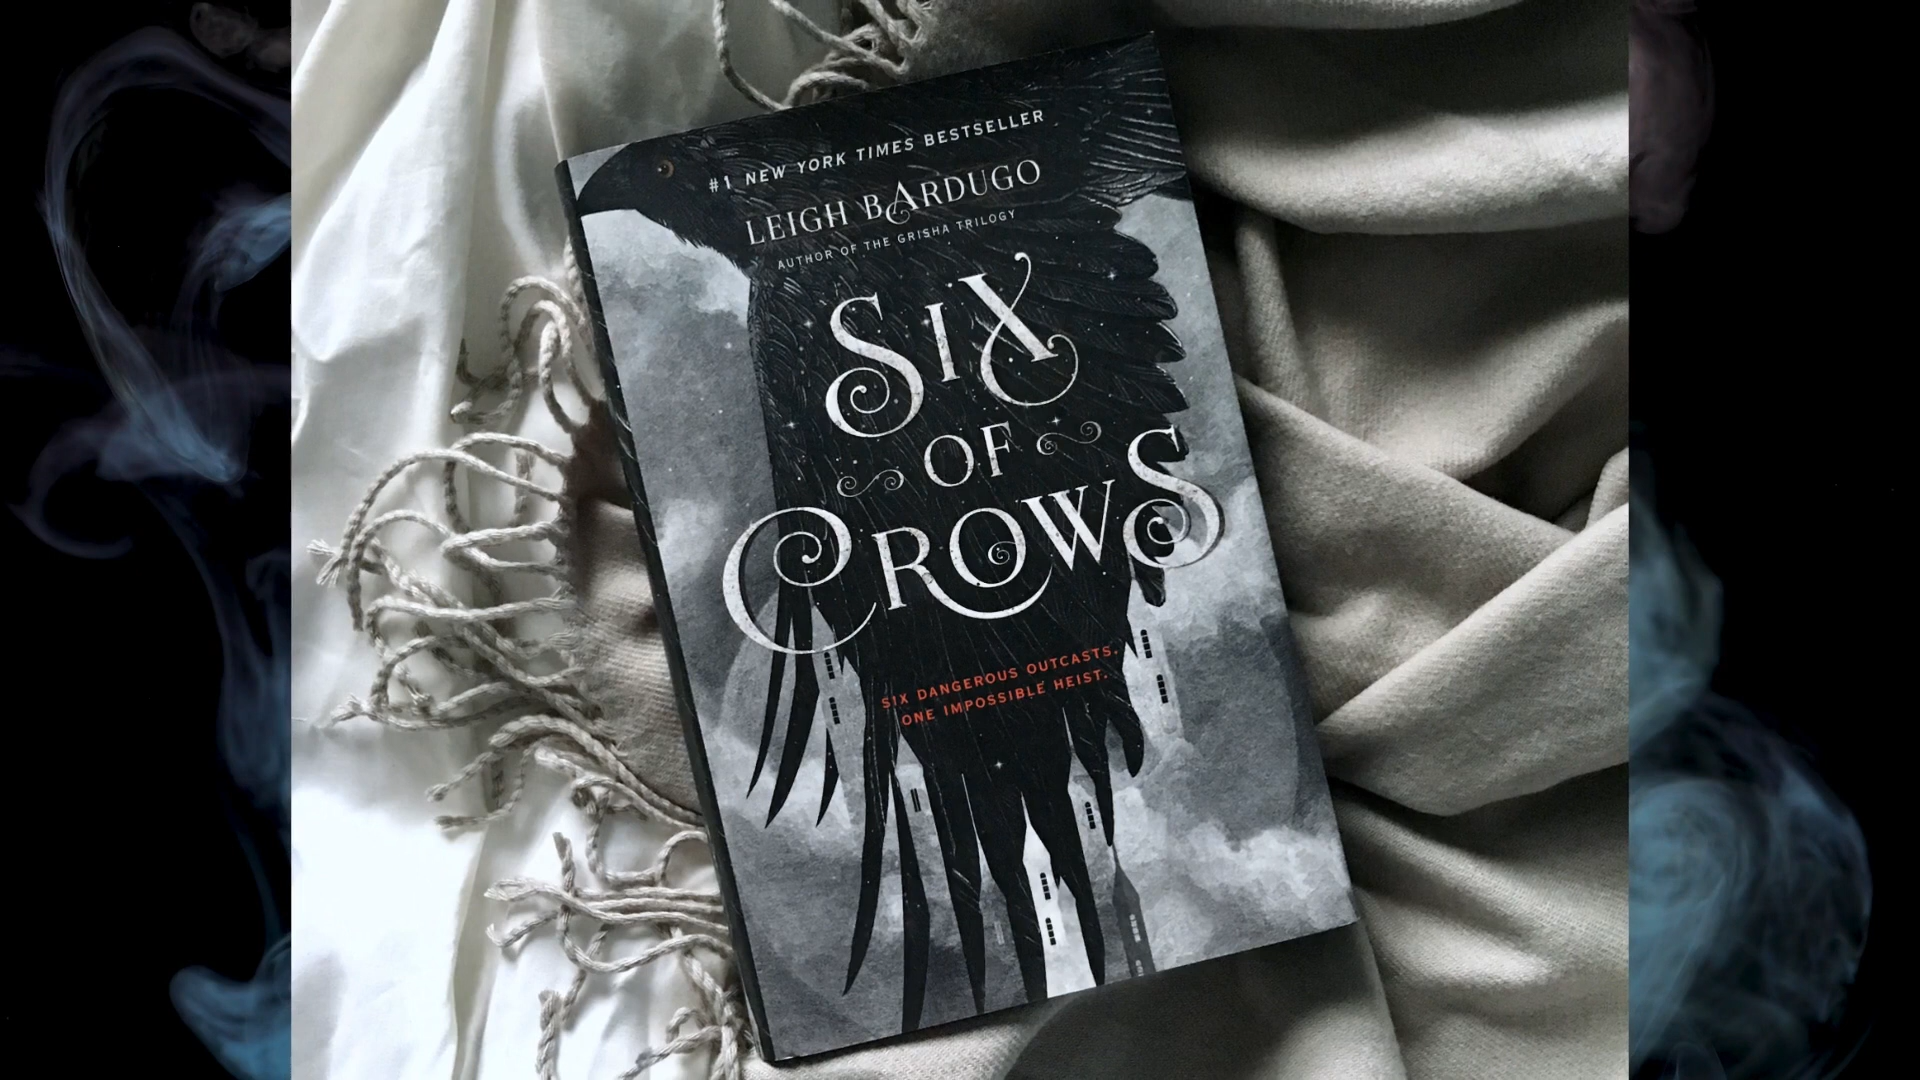 #1 NEW YORK TIMES BESTSELLER
LEIGH BARDUGO
AUTHOR OF THE GRISHA TRILOGY
SIX
OF
CROWS
SIX DANGEROUS OUTCASTS.
ONE IMPOSSIBLE HEIST.